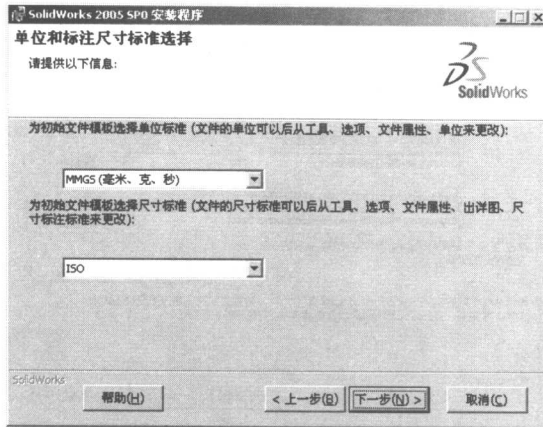 SolidWorks 2005 SP0 安装程序
单位和标注尺寸标准选择
请提供以下信息:
SolidWorks
为初始文件模板选择单位标准 (文件的单位可以后从工具、选项、文件属性、单位来更改):
MMGS (毫米、克、秒)
为初始文件模板选择尺寸标准 (文件的尺寸标准可以后从工具、选项、文件属性、出详图、尺
寸标注标准来更改):
ISO
SolidWorks
帮助(H)
< 上一步(B)
下一步(N) >
取消(C)